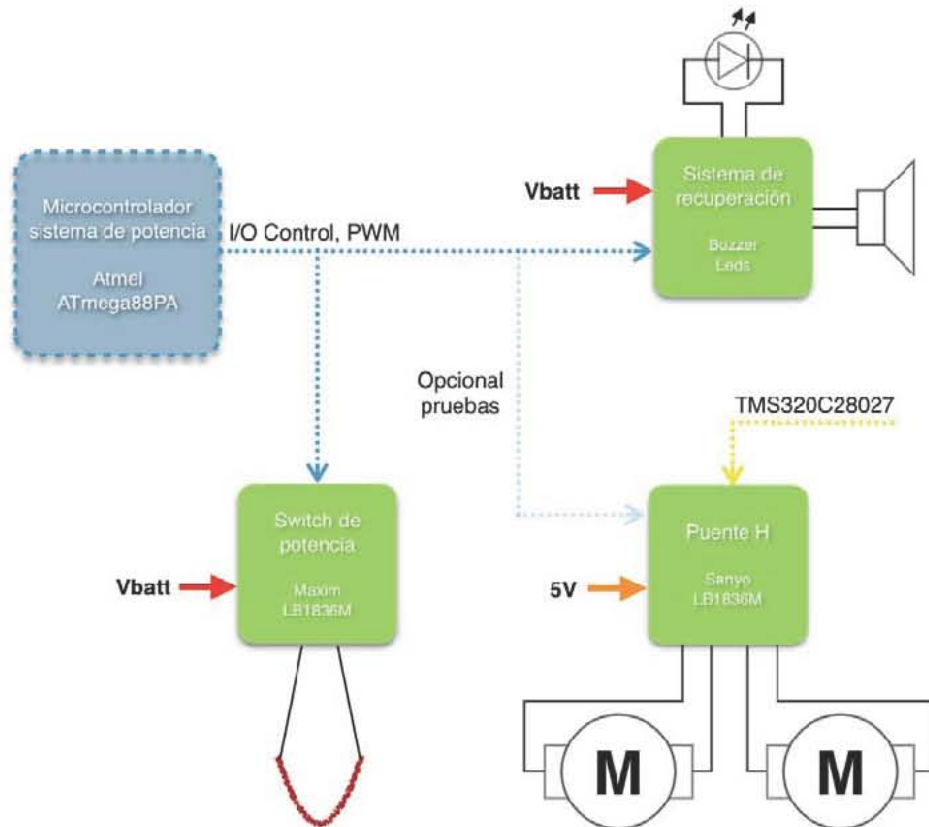 Sistema de
recuperación
Buzzer
Leds
Vbatt
Microcontrolador
sistema de potencia
Atmel
ATmega88PA
I/O Control, PWM
Opcional
pruebas
TMS320C28027
Switch de
potencia
Maxim
LB1836M
Vbatt
Puente H
Sanyo
LB1836M
5V
M
M